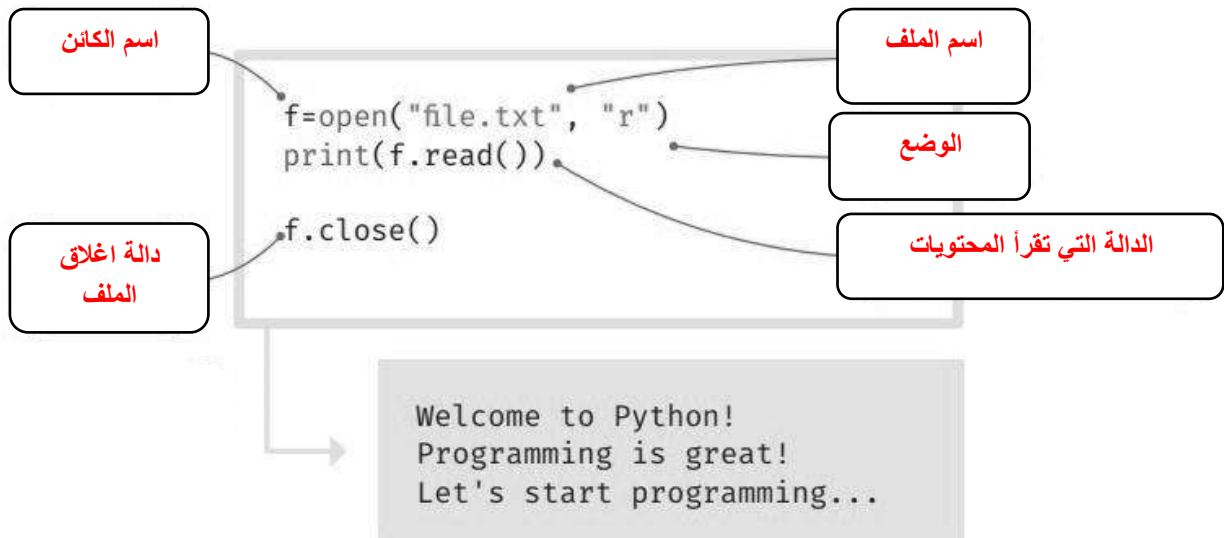 اسم الكائن
اسم الملف
f=open("file.txt", "r")
print(f.read())
الوضع
f.close()
دالة اغلاق
الملف
الدالة التي تقرأ المحتويات
Welcome to Python!
Programming is great!
Let's start programming...